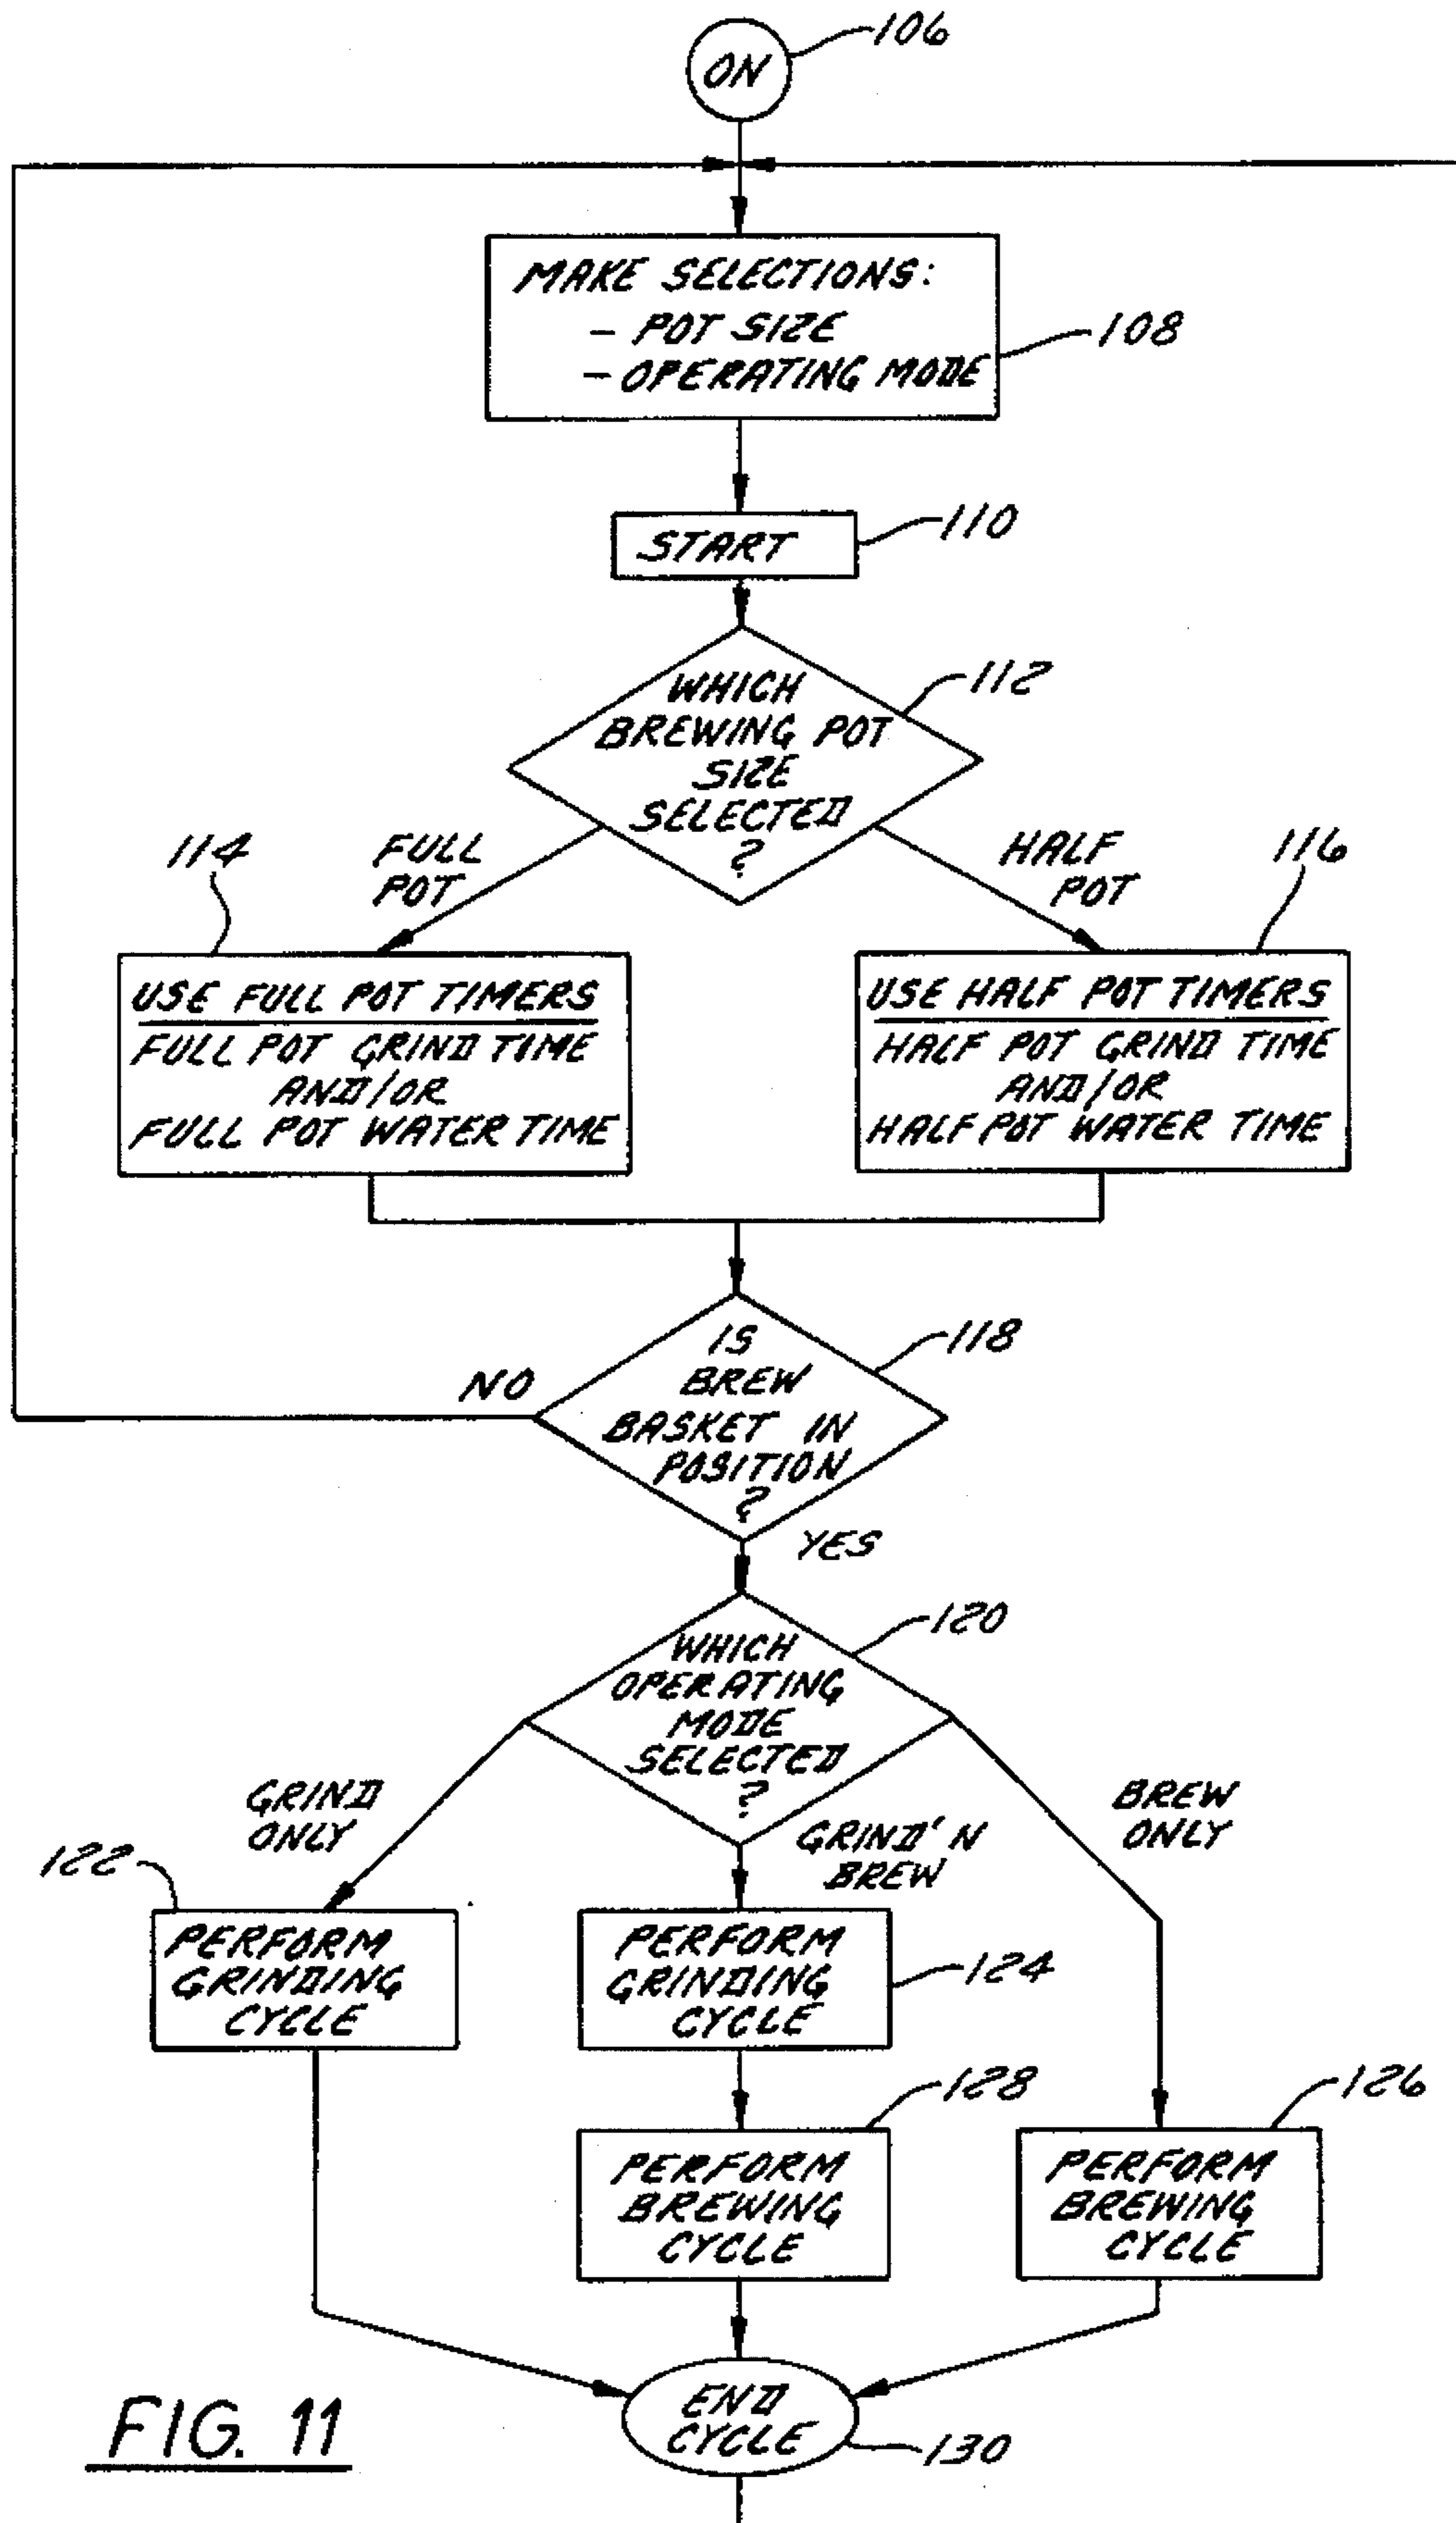 106
ON
MAKE SELECTIONS:
- POT SIZE
- OPERATING MODE
108
START
110
WHICH
BREWING POT
SIZE
SELECTED
?
112
114
FULL
POT
HALF
POT
116
USE FULL POT TIMERS
FULL POT GRIND TIME
AND/OR
FULL POT WATER TIME
USE HALF POT TIMERS
HALF POT GRIND TIME
AND/OR
HALF POT WATER TIME
IS
BREW
BASKET IN
POSITION
?
118
NO
YES
WHICH
OPERATING
MODE
SELECTED
?
120
GRIND
ONLY
GRIND'N
BREW
BREW
ONLY
122
PERFORM
GRINDING
CYCLE
PERFORM
GRINDING
CYCLE
124
128
126
PERFORM
BREWING
CYCLE
PERFORM
BREWING
CYCLE
END
CYCLE
130
FIG. 11